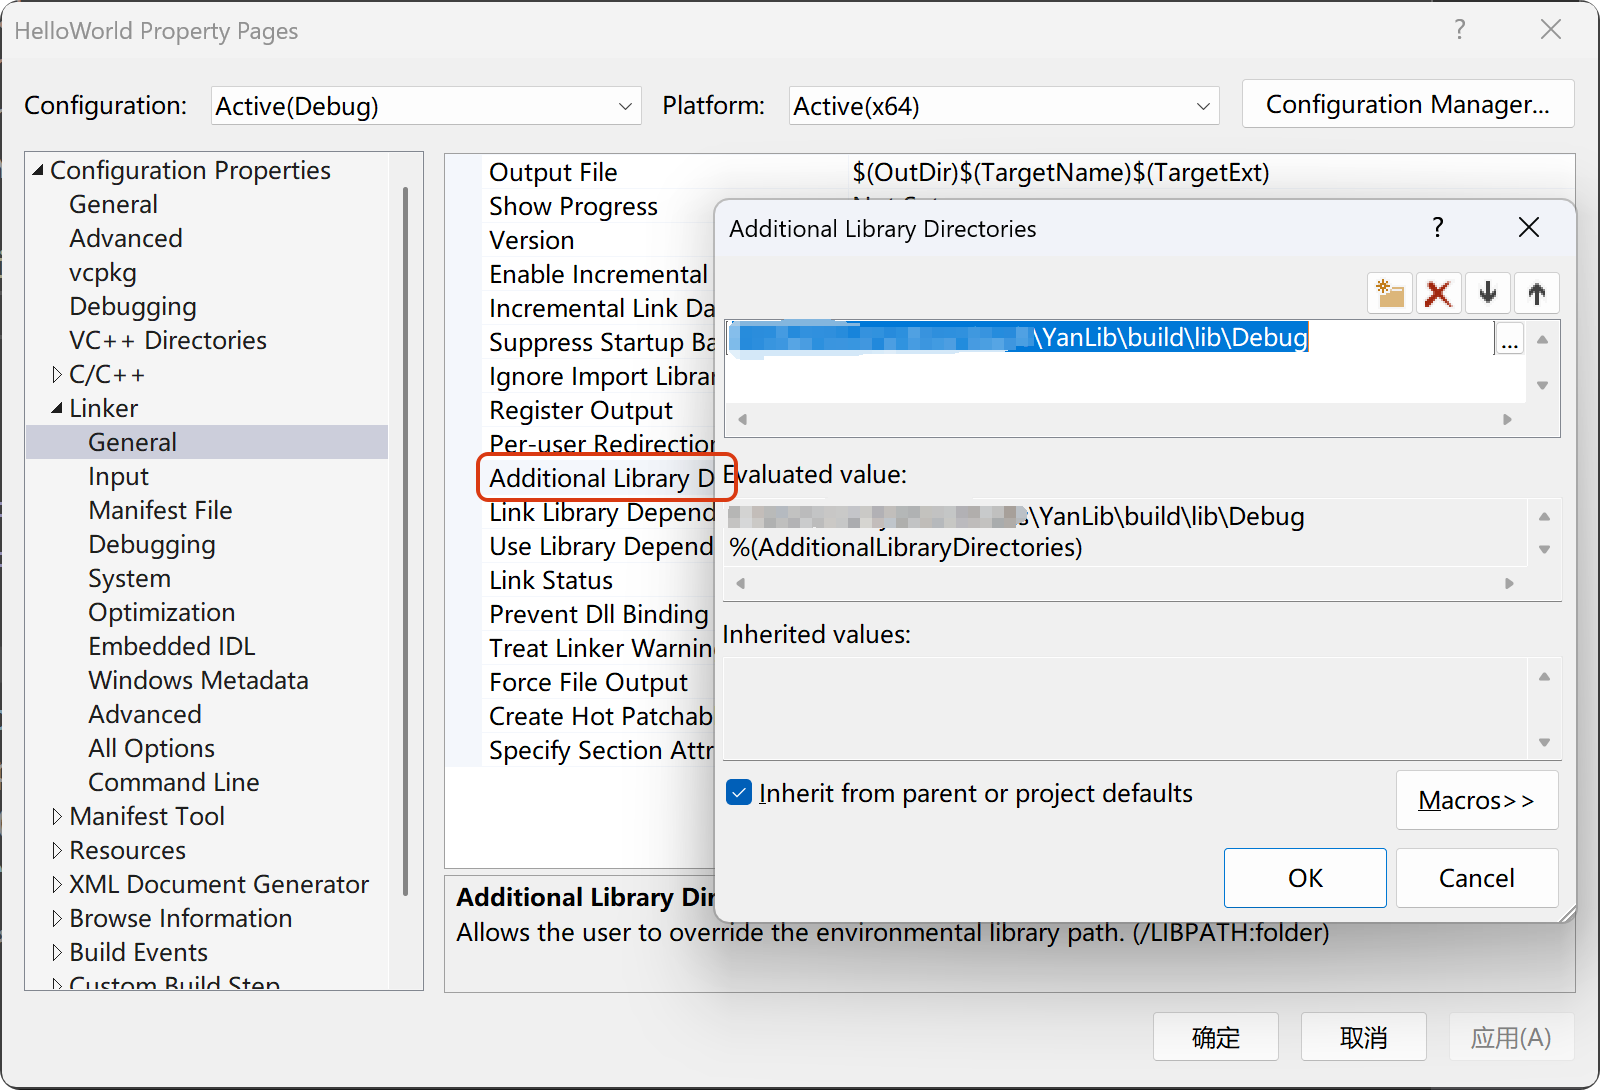 HelloWorld Property Pages
?
Configuration:
Active(Debug)
Platform:
Active(x64)
Configuration Manager...
Configuration Properties
General
Advanced
vcpkg
Debugging
VC++ Directories
C/C++
Linker
General
Input
Manifest File
Debugging
System
Optimization
Embedded IDL
Windows Metadata
Advanced
All Options
Command Line
Manifest Tool
Resources
XML Document Generator
Browse Information
Build Events
Custom Build Step
Output File
$(OutDir)$(TargetName)$(TargetExt)
Show Progress
Version
Enable Incremental
Incremental Link Da
Suppress Startup Ba
Ignore Import Librar
Register Output
Per-user Redirection
Additional Library D
Link Library Depend
Use Library Depend
Link Status
Prevent Dll Binding
Treat Linker Warnin
Force File Output
Create Hot Patchab
Specify Section Attr
Additional Library Dir
Allows the user to override the environmental library path. (/LIBPATH:folder)
Additional Library Directories
?
\YanLib\build\lib\Debug
...
Evaluated value:
\YanLib\build\lib\Debug
%(AdditionalLibraryDirectories)
Inherited values:
Inherit from parent or project defaults
Macros>>
OK
Cancel
确定
取消
应用(A)